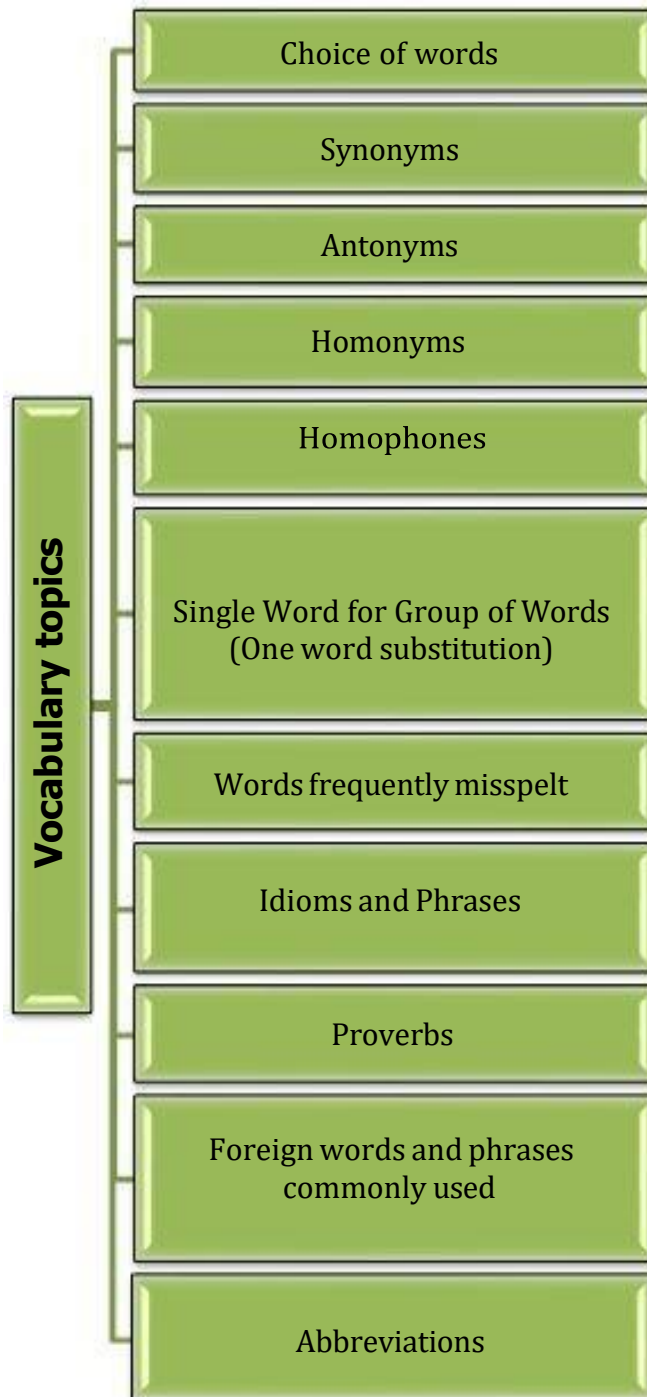 Vocabulary topics
Choice of words
Synonyms
Antonyms
Homonyms
Homophones
Single Word for Group of Words
(One word substitution)
Words frequently misspelt
Idioms and Phrases
Proverbs
Foreign words and phrases
commonly used
Abbreviations